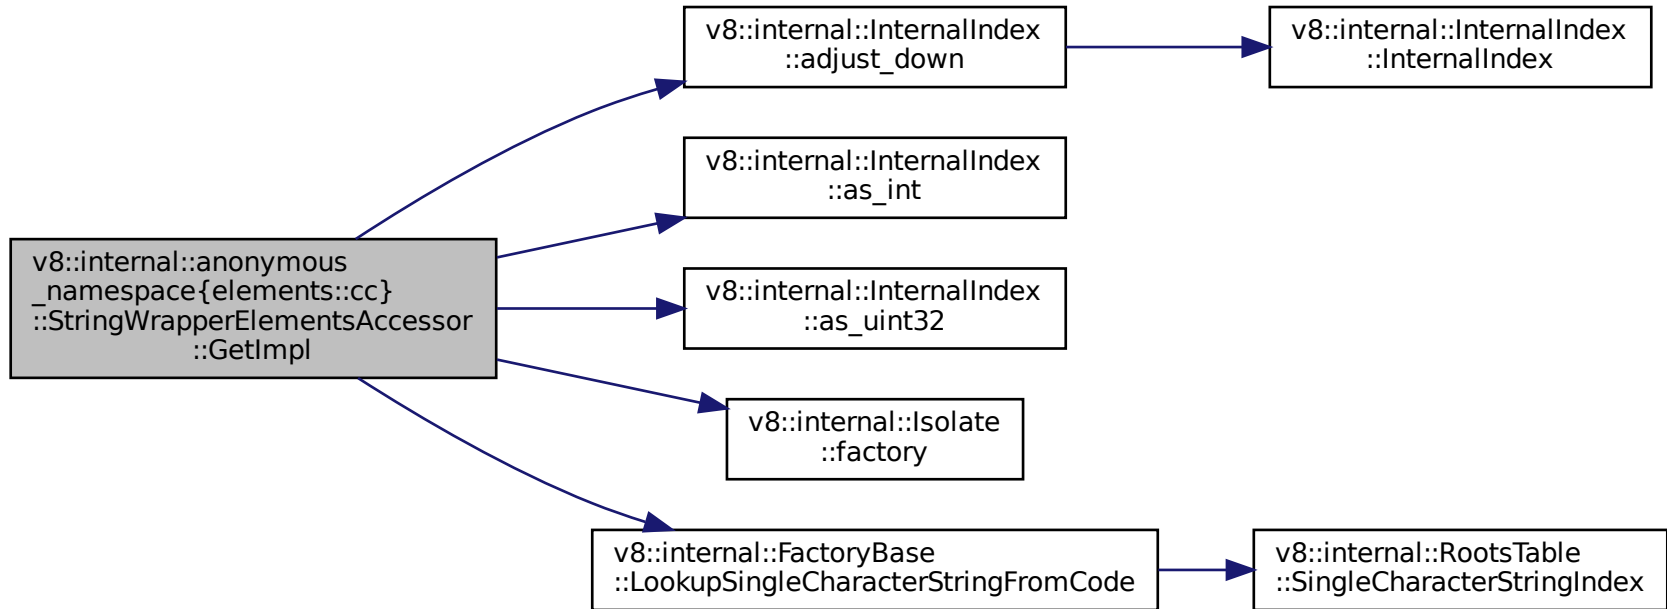 v8::internal::InternalIndex
::adjust_down
v8::internal::InternalIndex
::InternalIndex
v8::internal::InternalIndex
::as_int
v8::internal::anonymous
_namespace{elements::cc}
::StringWrapperElementsAccessor
::GetImpl
v8::internal::InternalIndex
::as_uint32
v8::internal::Isolate
::factory
v8::internal::FactoryBase
::LookupSingleCharacterStringFromCode
v8::internal::RootsTable
::SingleCharacterStringIndex